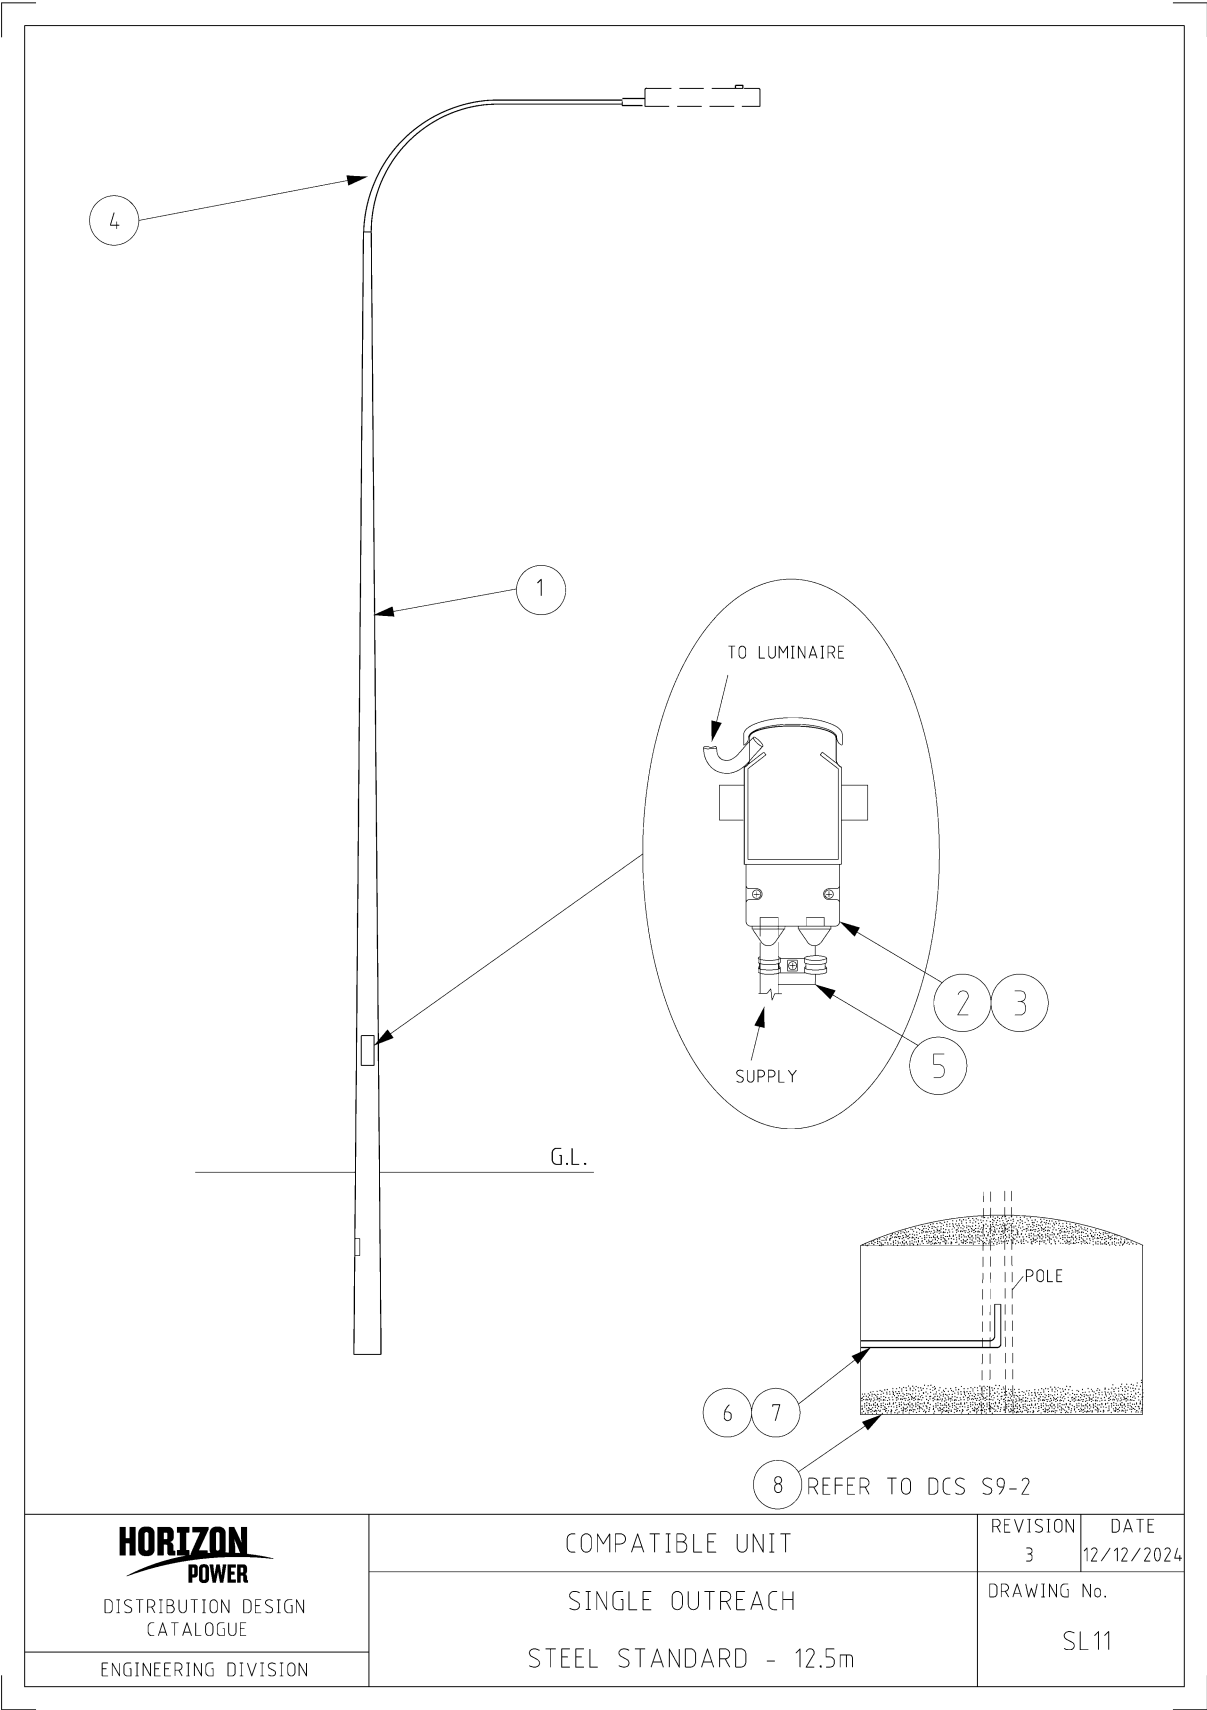 4
1
TO LUMINAIRE
2
3
5
SUPPLY
G.L.
POLE
6
7
8
REFER TO DCS S9-2
HORIZON
POWER
DISTRIBUTION DESIGN
CATALOGUE
ENGINEERING DIVISION
COMPATIBLE UNIT
SINGLE OUTREACH
STEEL STANDARD - 12.5m
REVISION
3
DATE
12/12/2024
DRAWING No.
SL11